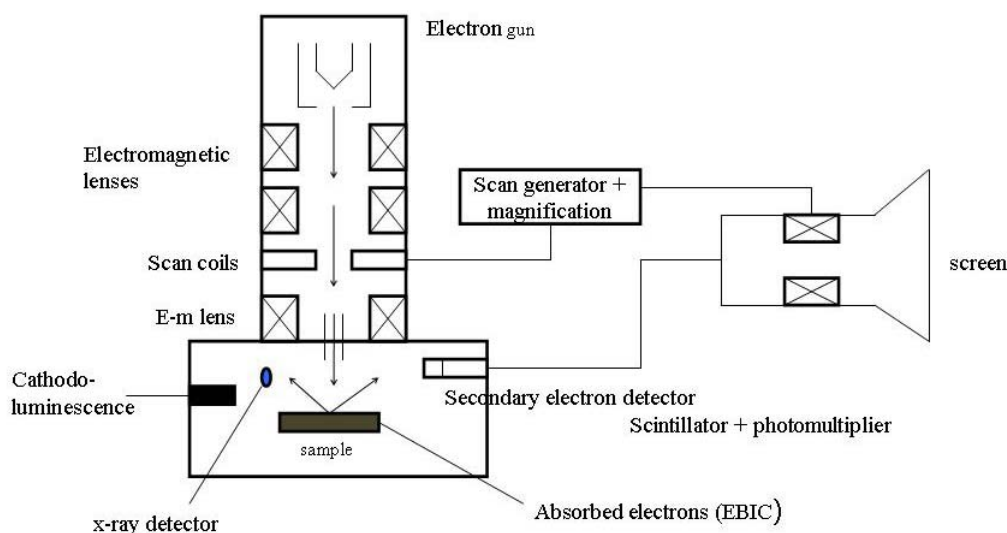 Electron gun
Electromagnetic
lenses
Scan generator +
magnification
Scan coils
screen
E-m lens
Cathodo-
luminescence
Secondary electron detector
Scintillator + photomultiplier
sample
Absorbed electrons (EBIC)
x-ray detector